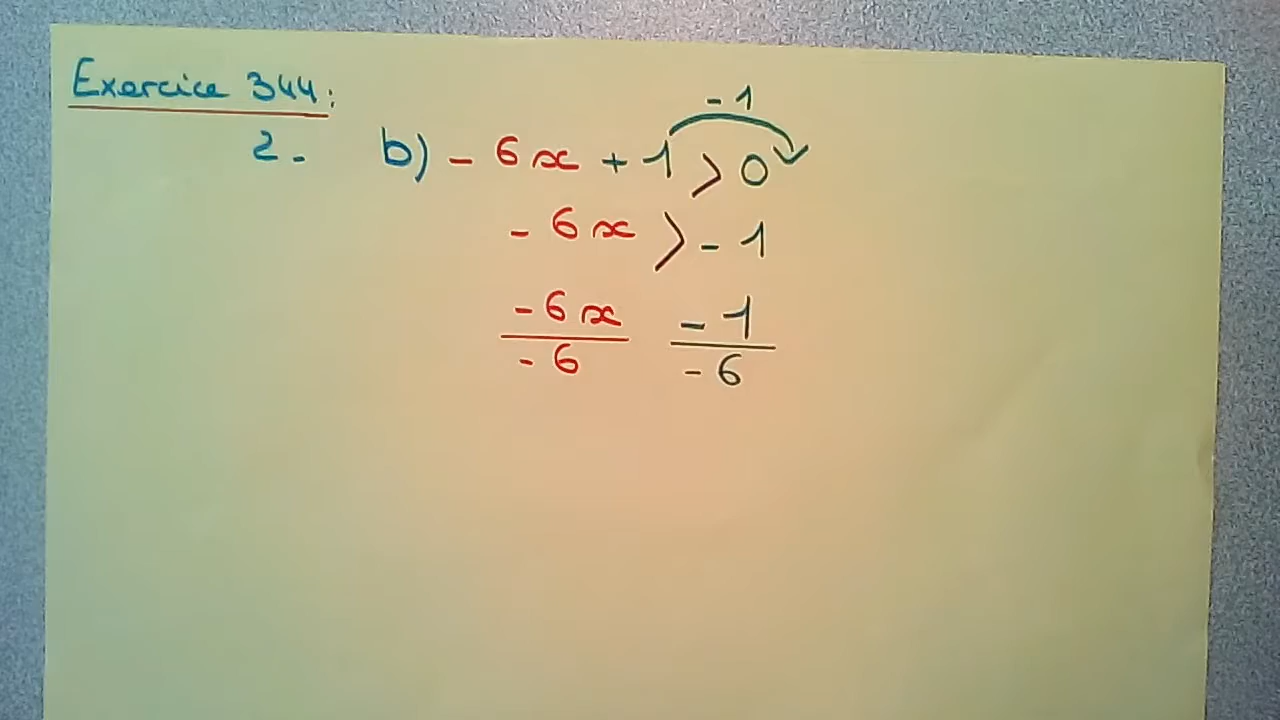 Exercice 344:
- 1
2. b) - 6x + 1 > 0
- 6x > - 1
- 6x - 1
- 6 - 6